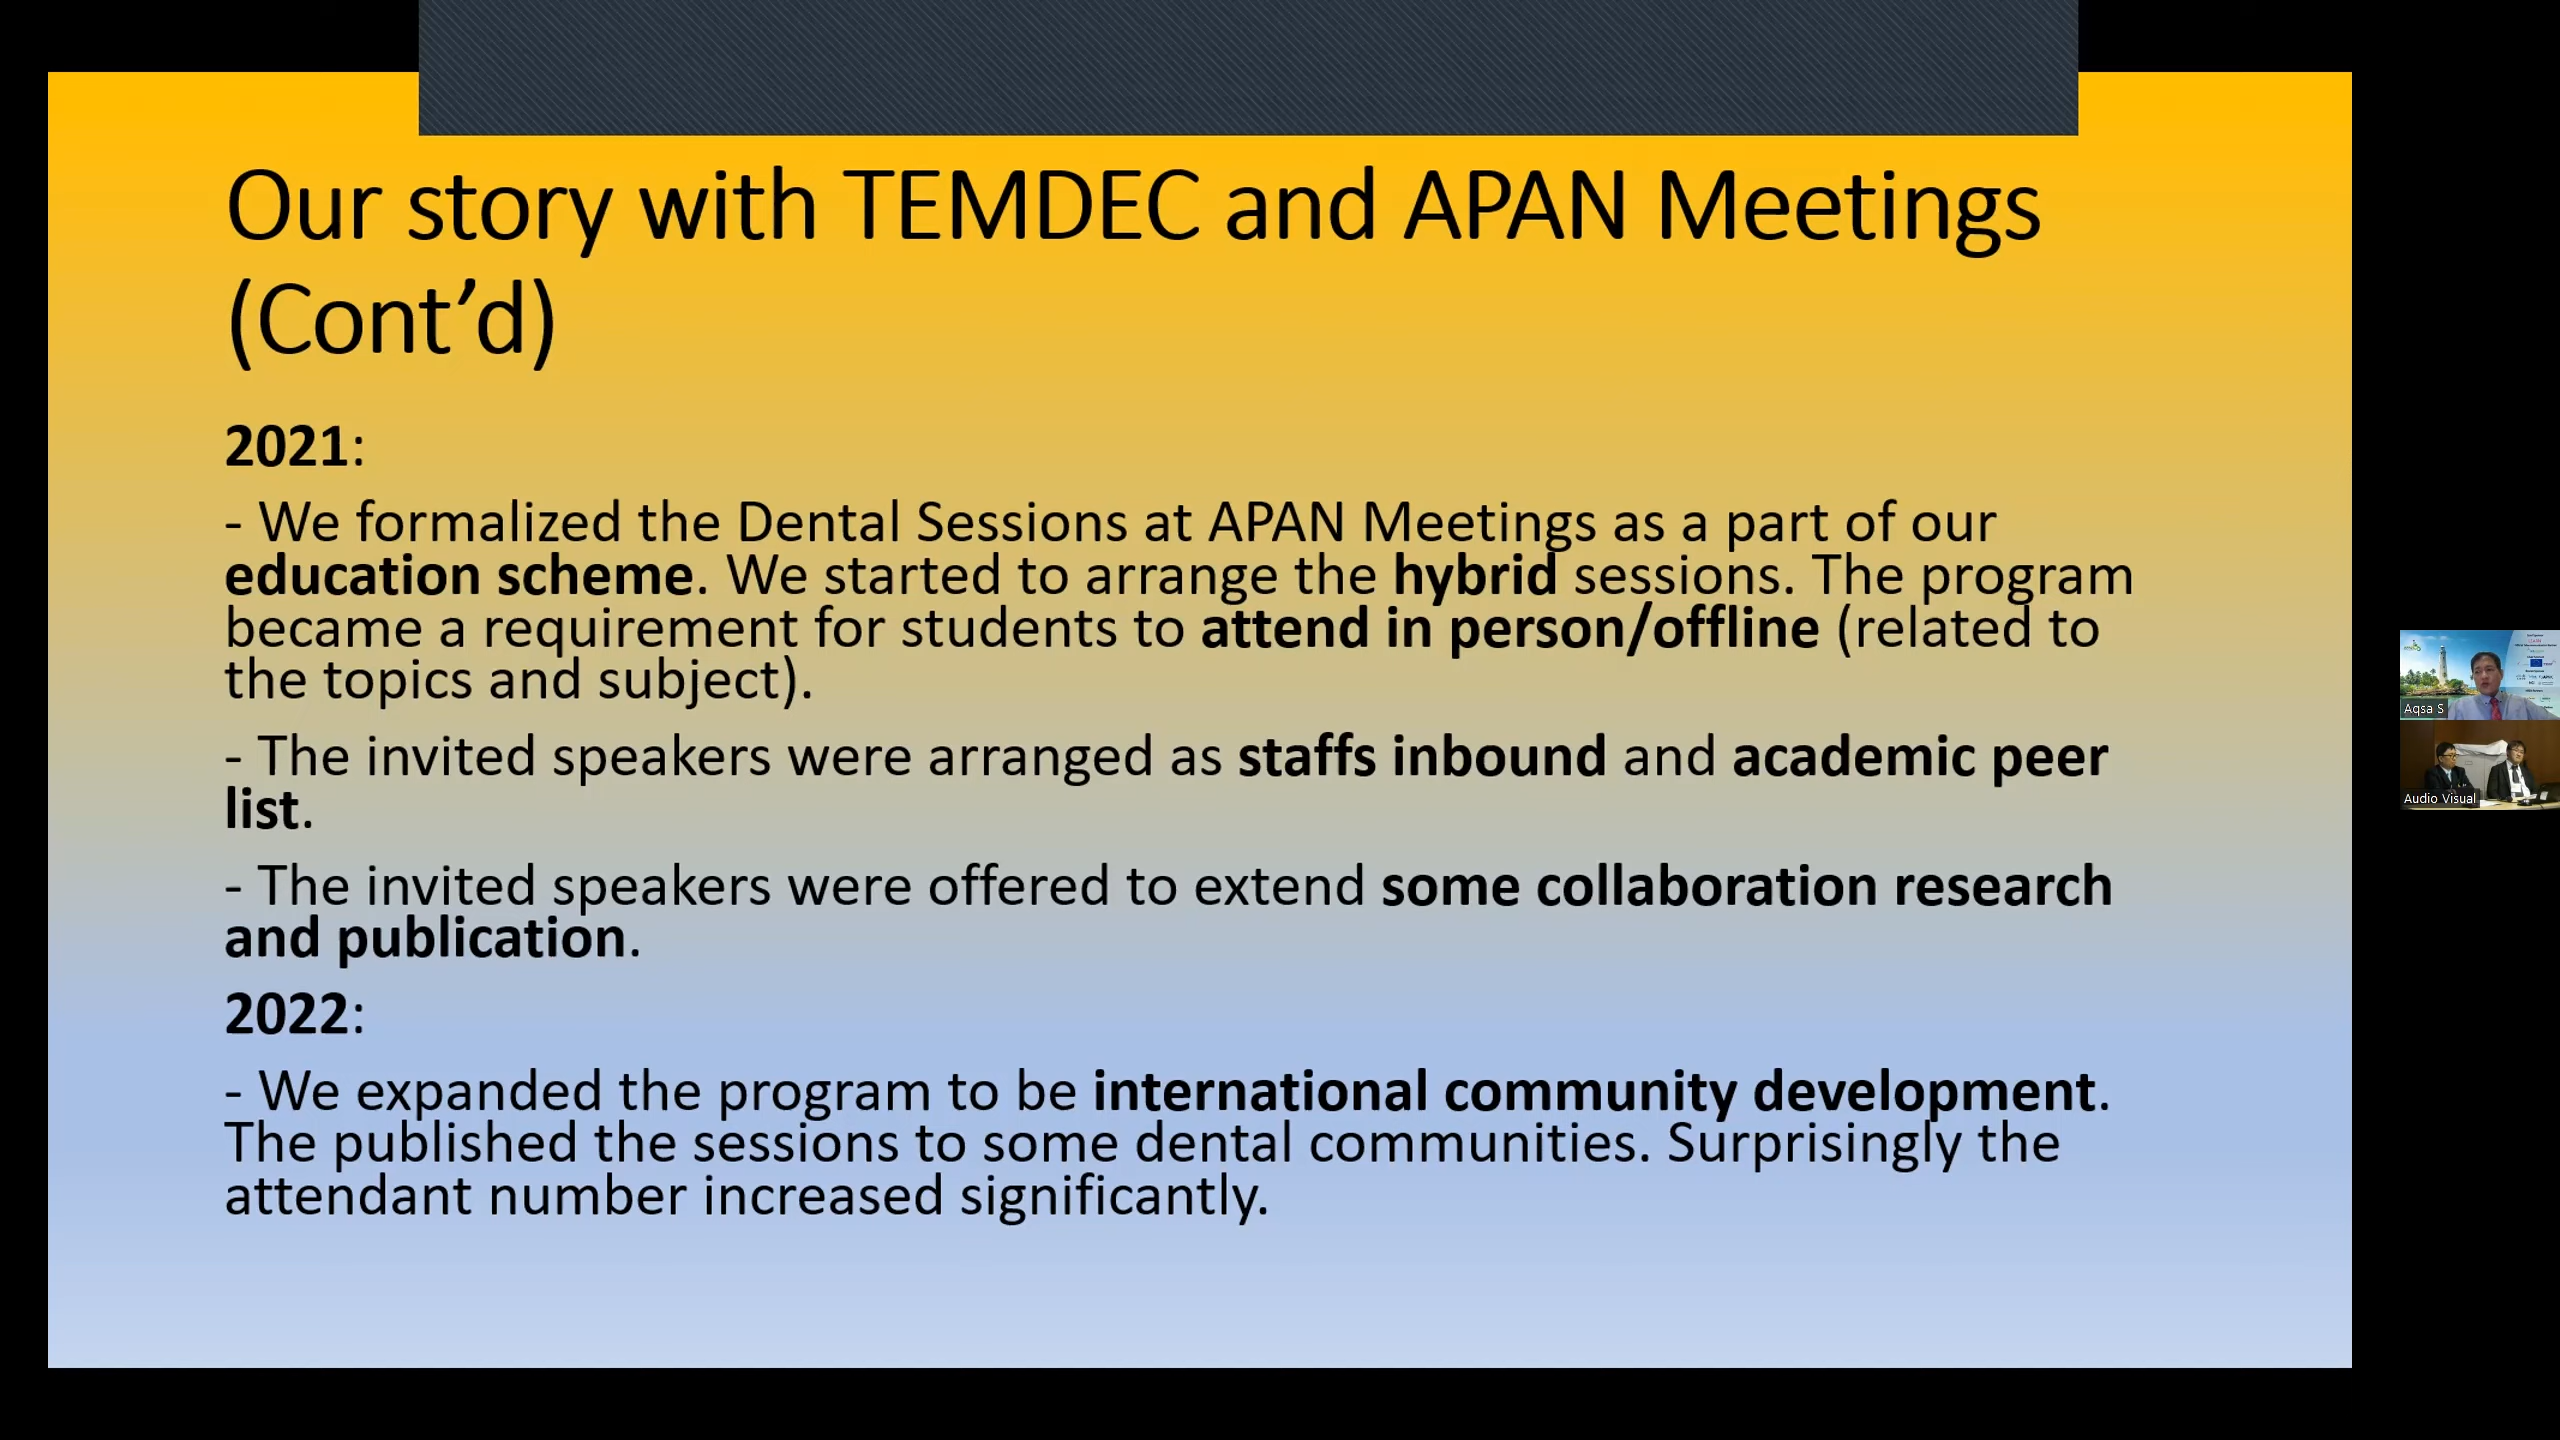 Our story with TEMDEC and APAN Meetings
(Cont’d)
2021:
- We formalized the Dental Sessions at APAN Meetings as a part of our
education scheme. We started to arrange the hybrid sessions. The program
became a requirement for students to attend in person/offline (related to
the topics and subject).
- The invited speakers were arranged as staffs inbound and academic peer
list.
- The invited speakers were offered to extend some collaboration research
and publication.
2022:
- We expanded the program to be international community development.
The published the sessions to some dental communities. Surprisingly the
attendant number increased significantly.
Aqsa S
Audio Visual